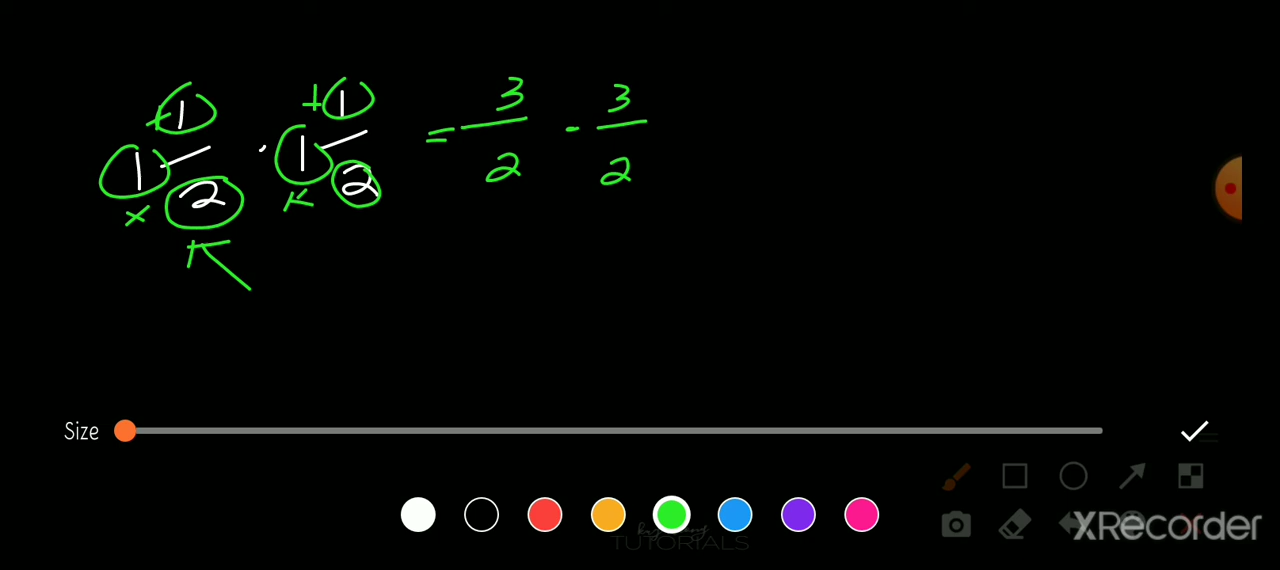 1 1/2 · 1 1/2 = 3/2 · 3/2
+ +
× ×
Size
TUTORIALS
XRecorder